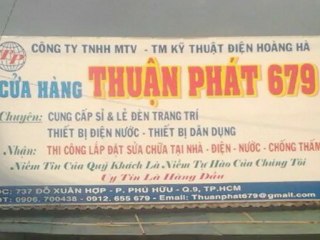 CÔNG TY TNHH MTV - TM KỸ THUẬT ĐIỆN HOÀNG HÀ
TP
CỬA HÀNG THUẬN PHÁT 679
Chuyên: CUNG CẤP SỈ & LẺ ĐÈN TRANG TRÍ
THIẾT BỊ ĐIỆN NƯỚC - THIẾT BỊ DÂN DỤNG
Nhận: THI CÔNG LẮP ĐẶT SỬA CHỮA TẠI NHÀ - ĐIỆN - NƯỚC - CHỐNG THẤM
Niềm Tin Của Quý Khách Là Niềm Tự Hào Của Chúng Tôi
Uy Tín Là Hàng Đầu
ĐC: 737 ĐỖ XUÂN HỢP - P. PHÚ HỮU - Q.9, TP.HCM
ĐT: 0906.700438 - 0912.655 679 - Email: Thuanphat679@gmail.com